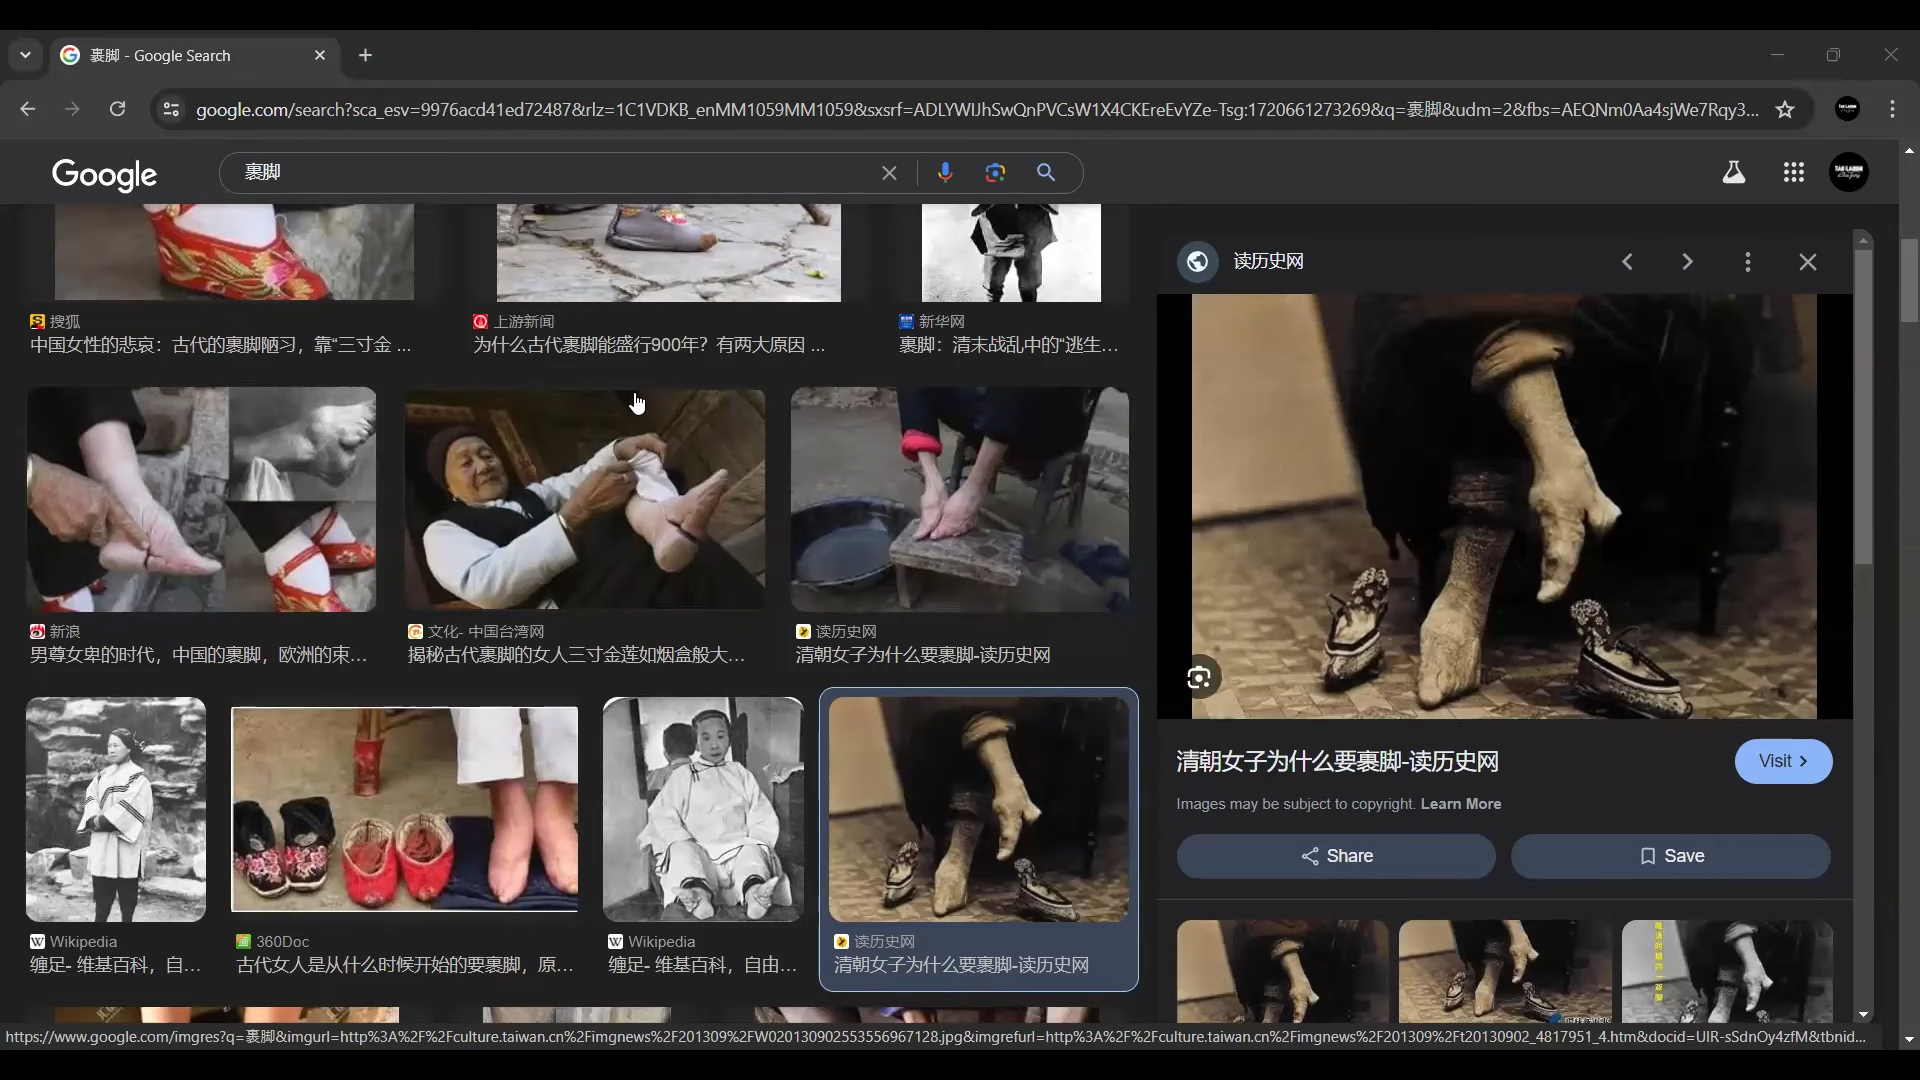 裹脚 - Google Search
google.com/search?sca_esv=9976acd41ed72487&rlz=1C1VDKB_enMM1059MM1059&sxsrf=ADLYWIJhSwQnPVCsW1X4CKEreEvYZe-Tsg:1720661273269&q=裹脚&udm=2&fbs=AEQNm0Aa4sjWe7Rqy3...
Google
裹脚
搜狐
中国女性的悲哀：古代的裹脚陋习，靠“三寸金 ...
上游新闻
为什么古代裹脚能盛行900年？有两大原因 ...
新华网
裹脚：清末战乱中的“逃生...
新浪
男尊女卑的时代，中国的裹脚，欧洲的束...
文化- 中国台湾网
揭秘古代裹脚的女人三寸金莲如烟盒般大...
读历史网
清朝女子为什么要裹脚-读历史网
Wikipedia
缠足- 维基百科，自...
360Doc
古代女人是从什么时候开始的要裹脚，原...
Wikipedia
缠足- 维基百科，自由...
读历史网
清朝女子为什么要裹脚-读历史网
读历史网
清朝女子为什么要裹脚-读历史网
Visit
Images may be subject to copyright. Learn More
Share
Save
https://www.google.com/imgres?q=裹脚&imgurl=http%3A%2F%2Fculture.taiwan.cn%2Fimgnews%2F201309%2FW020130902553556967128.jpg&imgrefurl=http%3A%2F%2Fculture.taiwan.cn%2Fimgnews%2F201309%2Ft20130902_4817951_4.htm&docid=UIR-sSdnOy4zfM&tbnid...